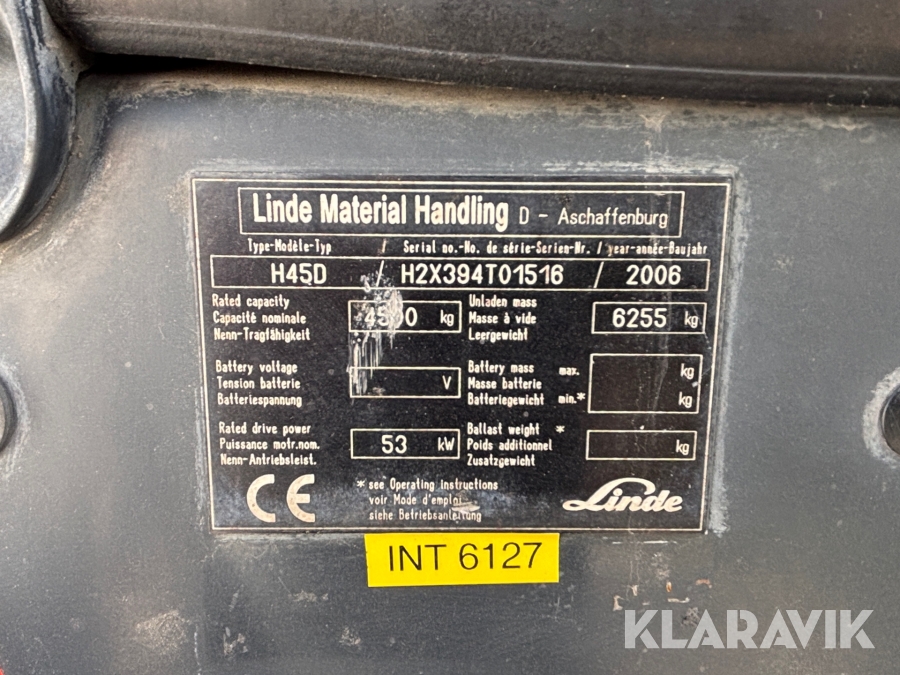 Linde Material Handling D - Aschaffenburg
Type-Modèle-Typ / Serial no.-No. de série-Serien-Nr. / year-année-Baujahr
H45D / H2X394T01516 / 2006
Rated capacity
Capacité nominale
Nenn-Tragfähigkeit
4500 kg
Unladen mass
Masse à vide
Leergewicht
6255 kg
Battery voltage
Tension batterie
Batteriespannung
V
Battery mass max. kg
Masse batterie
Batteriegewicht min.* kg
Rated drive power
Puissance motr.nom.
Nenn-Antriebsleist.
53 kW
Ballast weight *
Poids additionnel
Zusatzgewicht
kg
CE
* see Operating instructions
voir Mode d'emploi
siehe Betriebsanleitung
Linde
INT 6127
KLARAVIK